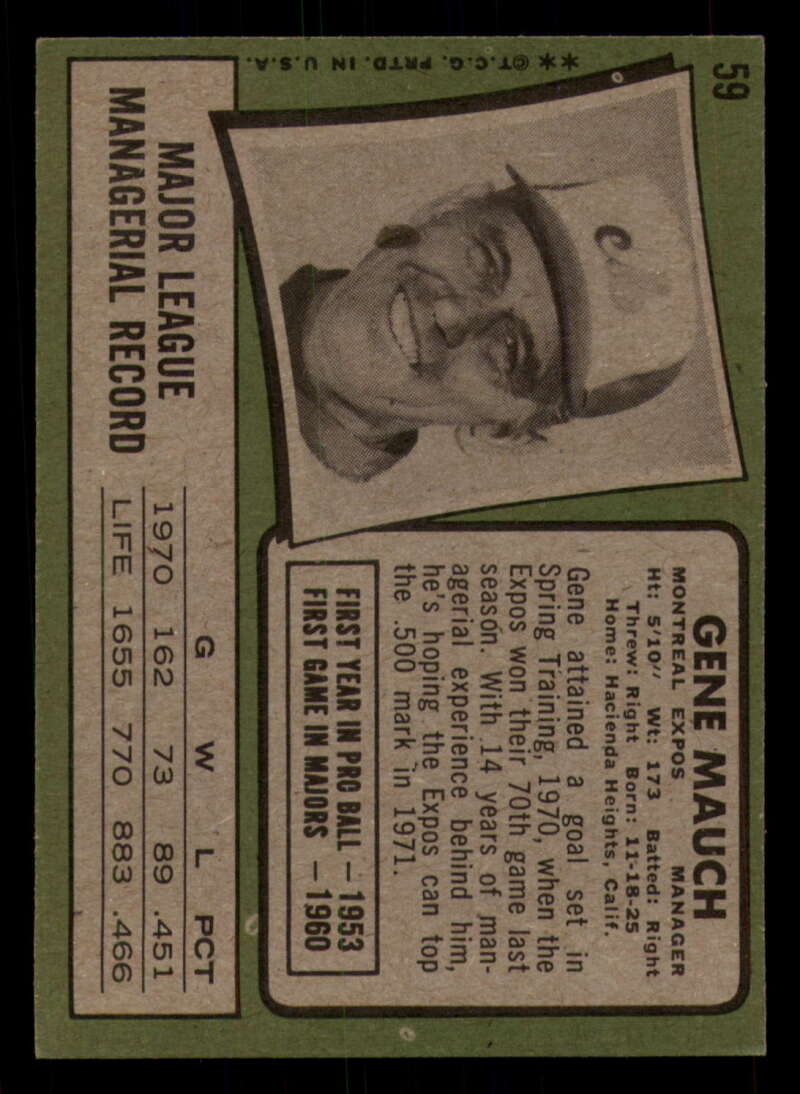 59
**©T.C.G. PRTD. IN U.S.A.
e
GENE MAUCH
MONTREAL EXPOS MANAGER
Ht: 5'10" Wt: 173 Batted: Right
Threw: Right Born: 11-18-25
Home: Hacienda Heights, Calif.
Gene attained a goal set in
Spring Training, 1970, when the
Expos won their 70th game last
season. With 14 years of man-
agerial experience behind him,
he's hoping the Expos can top
the .500 mark in 1971.
FIRST YEAR IN PRO BALL — 1953
FIRST GAME IN MAJORS — 1960
MAJOR LEAGUE
MANAGERIAL RECORD
G W L PCT
1970 162 73 89 .451
LIFE 1655 770 883 .466